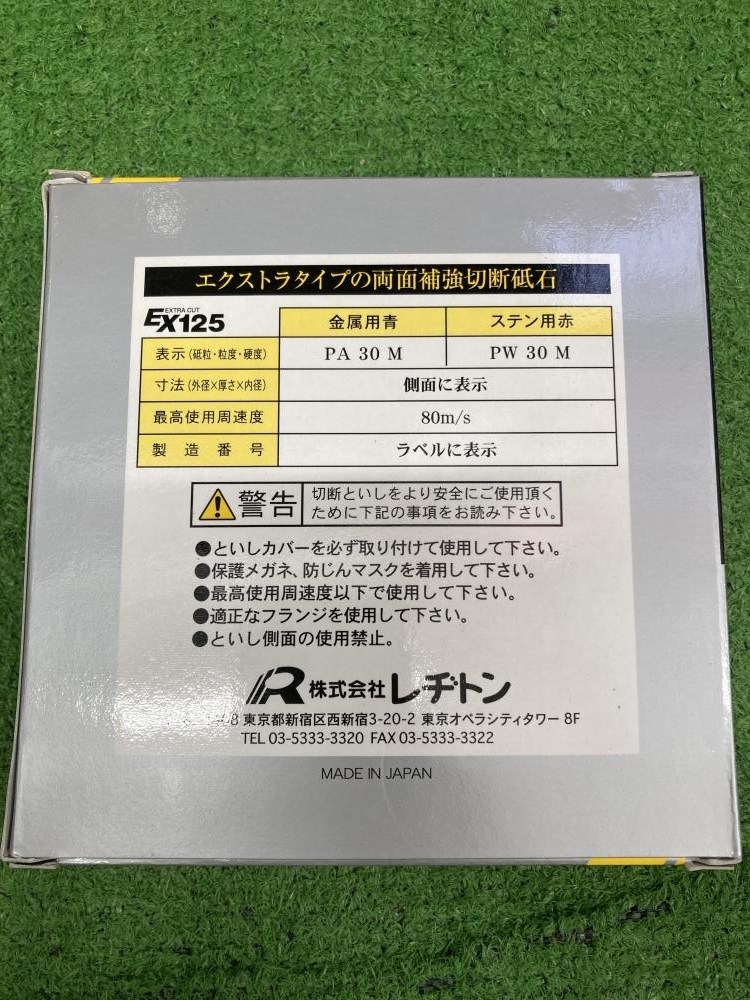 エクストラタイプの両面補強切断砥石
EXTRA CUT
EX125
金属用青 ステン用赤
表示(砥粒・粒度・硬度) PA 30 M PW 30 M
寸法(外径×厚さ×内径) 側面に表示
最高使用周速度 80m/s
製造番号 ラベルに表示
警告
切断といしをより安全にご使用頂く
ために下記の事項をお読み下さい。
●といしカバーを必ず取り付けて使用して下さい。
●保護メガネ、防じんマスクを着用して下さい。
●最高使用周速度以下で使用して下さい。
●適正なフランジを使用して下さい。
●といし側面の使用禁止。
株式会社レヂトン
東京都新宿区西新宿3-20-2 東京オペラシティタワー 8F
TEL 03-5333-3320 FAX 03-5333-3322
MADE IN JAPAN